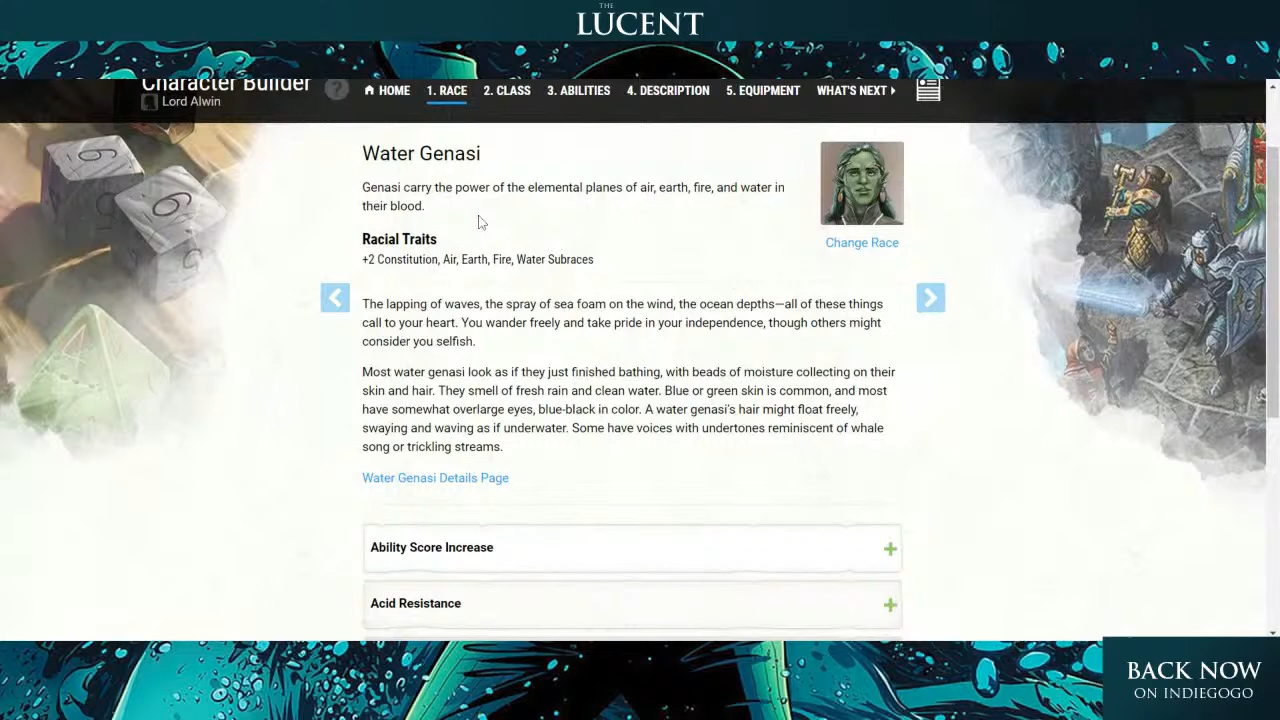 THE
LUCENT
Character Builder
Lord Alwin
?
HOME 1. RACE 2. CLASS 3. ABILITIES 4. DESCRIPTION 5. EQUIPMENT WHAT'S NEXT
Water Genasi
Genasi carry the power of the elemental planes of air, earth, fire, and water in
their blood.
Change Race
Racial Traits
+2 Constitution, Air, Earth, Fire, Water Subraces
The lapping of waves, the spray of sea foam on the wind, the ocean depths—all of these things
call to your heart. You wander freely and take pride in your independence, though others might
consider you selfish.
Most water genasi look as if they just finished bathing, with beads of moisture collecting on their
skin and hair. They smell of fresh rain and clean water. Blue or green skin is common, and most
have somewhat overlarge eyes, blue-black in color. A water genasi's hair might float freely,
swaying and waving as if underwater. Some have voices with undertones reminiscent of whale
song or trickling streams.
Water Genasi Details Page
Ability Score Increase
Acid Resistance
BACK NOW
ON INDIEGOGO